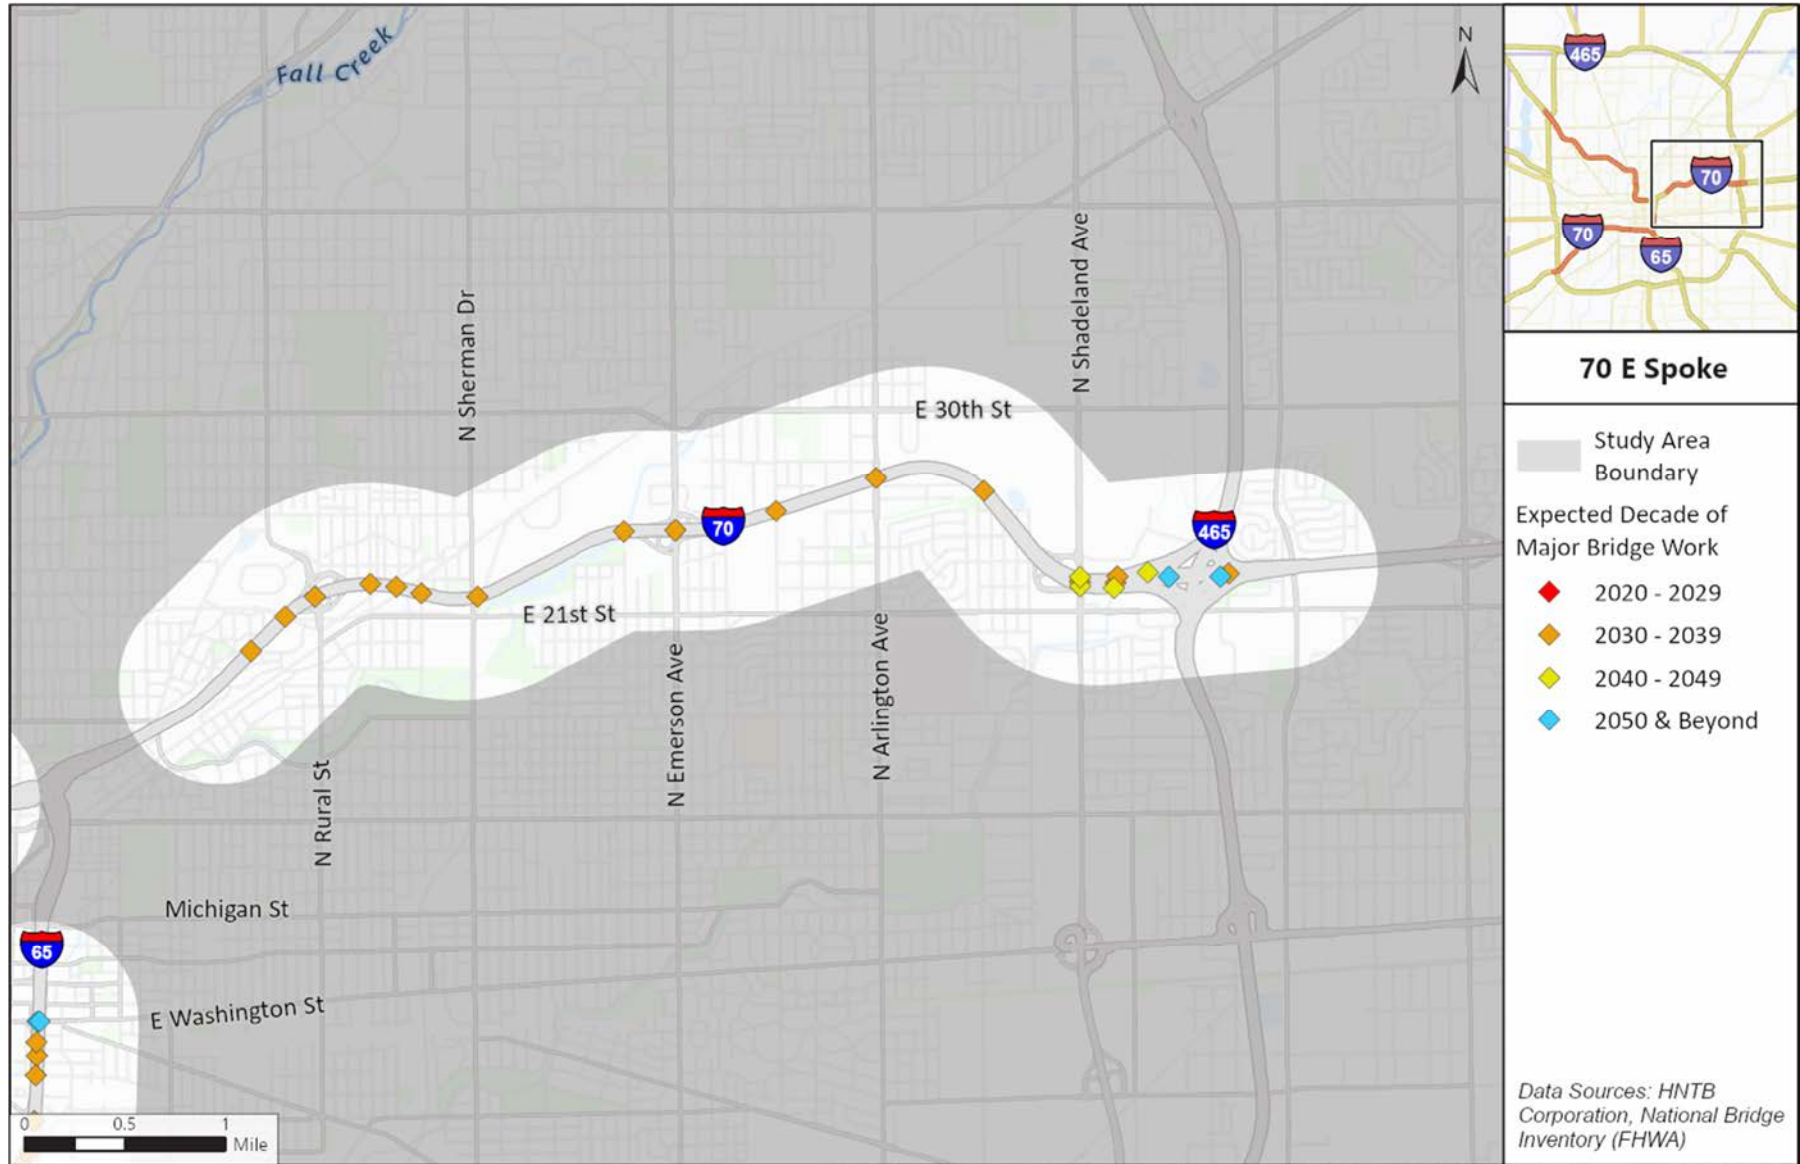 Fall Creek
N
465
70
70
65
N Sherman Dr
N Shadeland Ave
70 E Spoke
E 30th St
Study Area
Boundary
Expected Decade of
Major Bridge Work
70
465
2020 - 2029
E 21st St
2030 - 2039
2040 - 2049
2050 & Beyond
N Emerson Ave
N Arlington Ave
N Rural St
Michigan St
65
E Washington St
0 0.5 1
Mile
Data Sources: HNTB
Corporation, National Bridge
Inventory (FHWA)